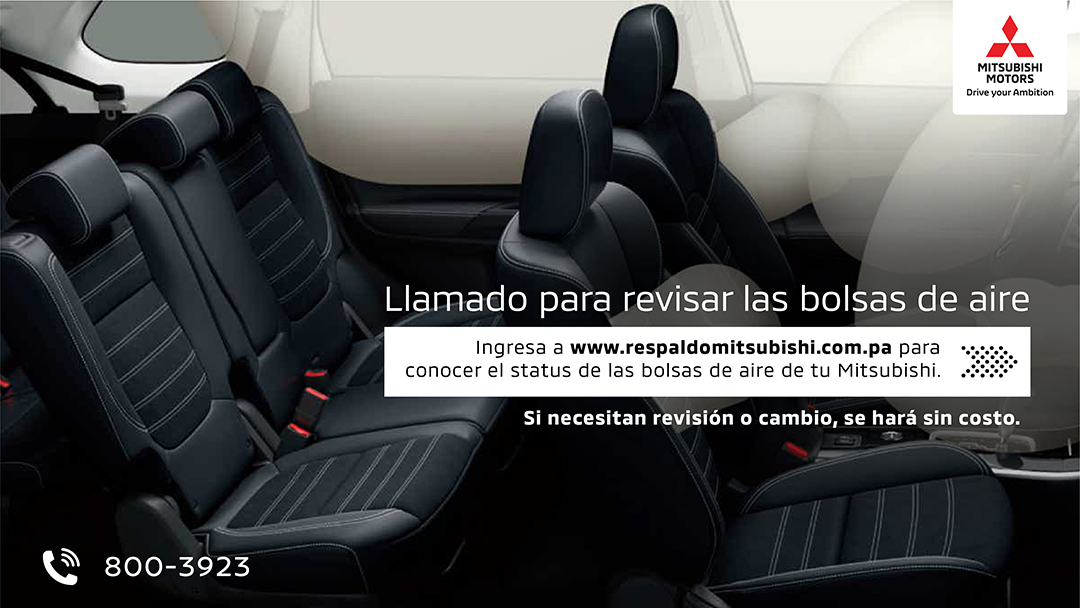 MITSUBISHI
MOTORS
Drive your Ambition
Llamado para revisar las bolsas de aire
Ingresa a www.respaldomitsubishi.com.pa para
conocer el status de las bolsas de aire de tu Mitsubishi.
Si necesitan revisión o cambio, se hará sin costo.
800-3923